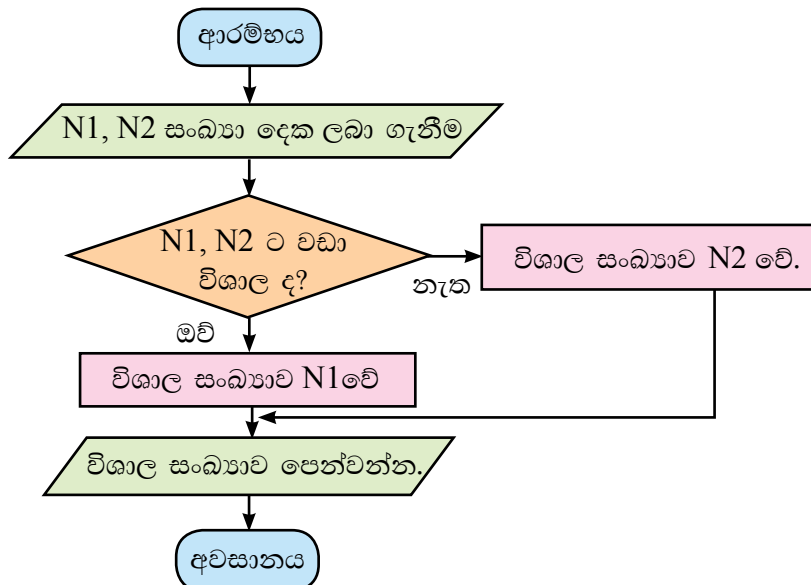 ආරම්භය
N1, N2 සංඛ්‍යා දෙක ලබා ගැනීම
N1, N2 ට වඩා
විශාල ද?
නැත
විශාල සංඛ්‍යාව N2 වේ.
ඔව්
විශාල සංඛ්‍යාව N1වේ
විශාල සංඛ්‍යාව පෙන්වන්න.
අවසානය